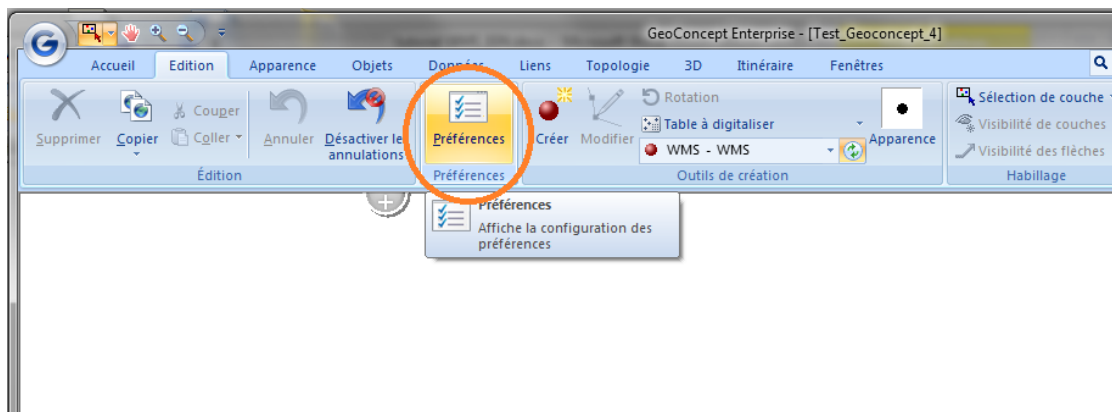 GeoConcept Enterprise - [Test_Geoconcept_4]
Accueil Edition Apparence Objets Données Liens Topologie 3D Itinéraire Fenêtres
Supprimer
Copier
Couper
Coller
Annuler
Désactiver les
annulations
Édition
Préférences
Préférences
Créer
Modifier
Rotation
Table à digitaliser
WMS - WMS
Apparence
Outils de création
Sélection de couche
Visibilité de couches
Visibilité des flèches
Habillage
Préférences
Affiche la configuration des
préférences